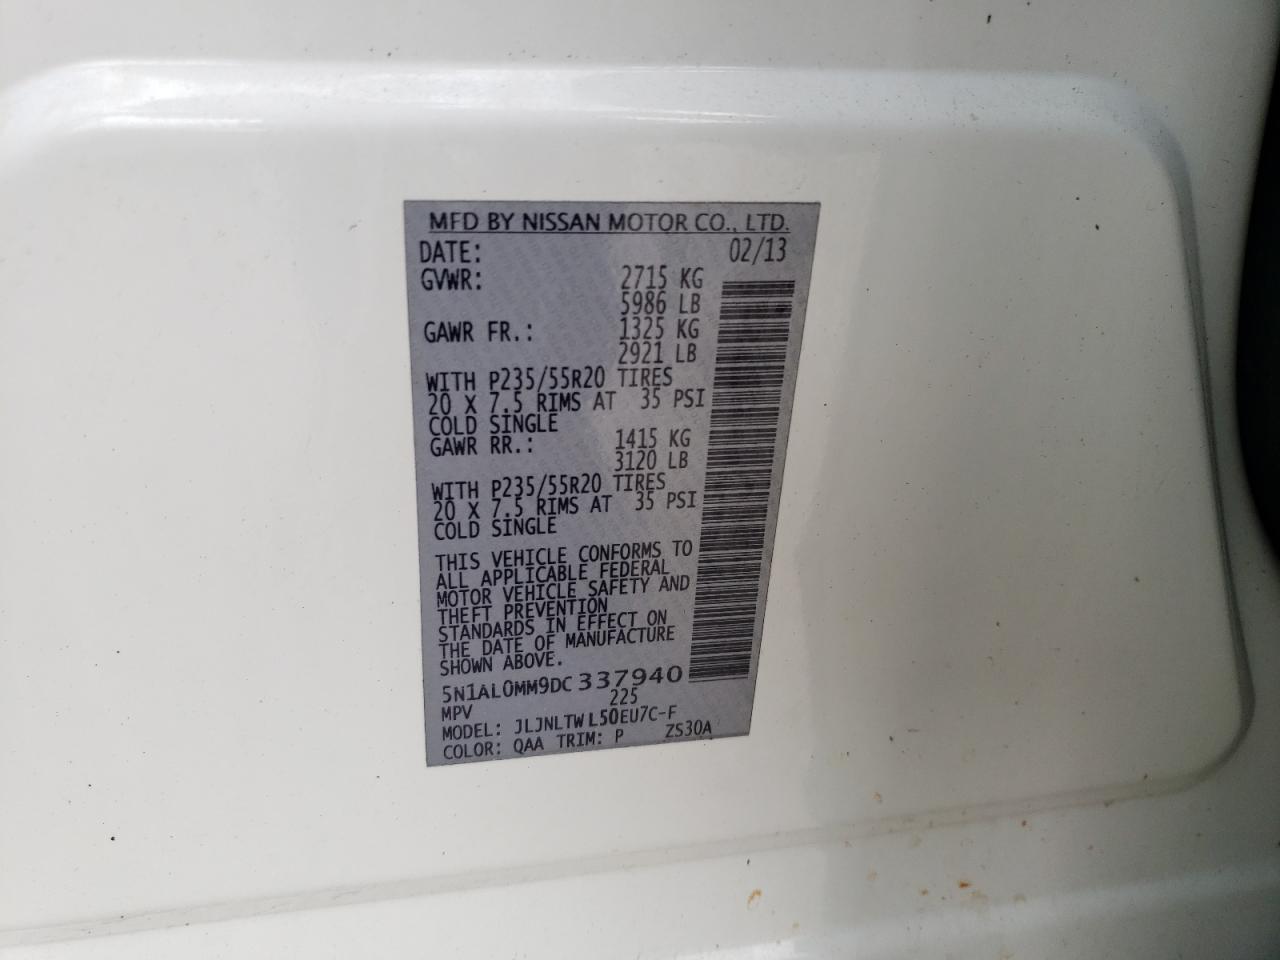 MFD BY NISSAN MOTOR CO., LTD.
DATE: 02/13
GVWR: 2715 KG
5986 LB
GAWR FR.: 1325 KG
2921 LB
WITH P235/55R20 TIRES
20 X 7.5 RIMS AT 35 PSI
COLD SINGLE
GAWR RR.: 1415 KG
3120 LB
WITH P235/55R20 TIRES
20 X 7.5 RIMS AT 35 PSI
COLD SINGLE
THIS VEHICLE CONFORMS TO
ALL APPLICABLE FEDERAL
MOTOR VEHICLE SAFETY AND
THEFT PREVENTION
STANDARDS IN EFFECT ON
THE DATE OF MANUFACTURE
SHOWN ABOVE.
5N1AL0MM9DC337940
MPV 225
MODEL: JLJNLTWL50EU7C-F
COLOR: QAA TRIM: P ZS30A